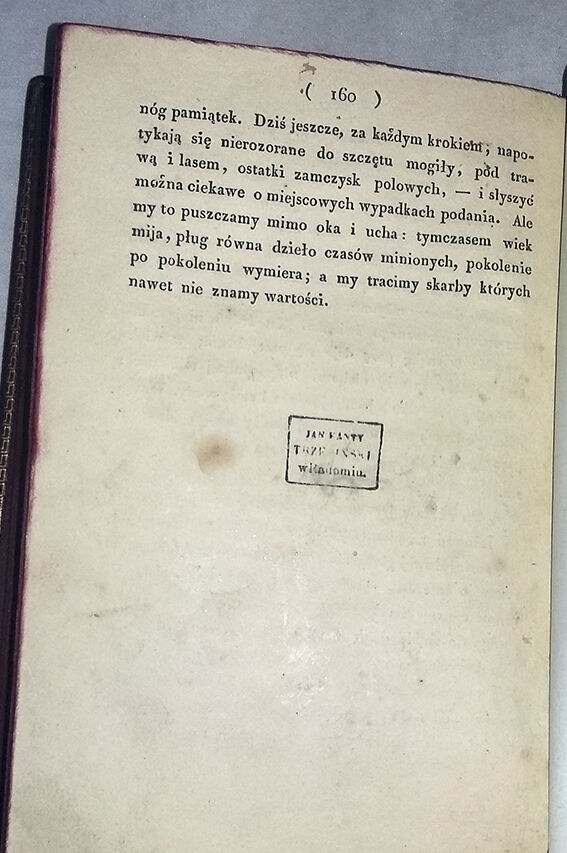 ( 160 )
nóg pamiątek. Dziś jeszcze, za każdym krokiem, napo-
tykają się nierozorane do szczętu mogiły, pod tra-
wą i lasem, ostatki zamczysk polowych, — i słyszyć
można ciekawe o miejscowych wypadkach podania. Ale
my to puszczamy mimo oka i ucha: tymczasem wiek
mija, pług równa dzieło czasów minionych, pokolenie
po pokoleniu wymiera; a my tracimy skarby których
nawet nie znamy wartości.
JAN KANTY
w Radomiu.